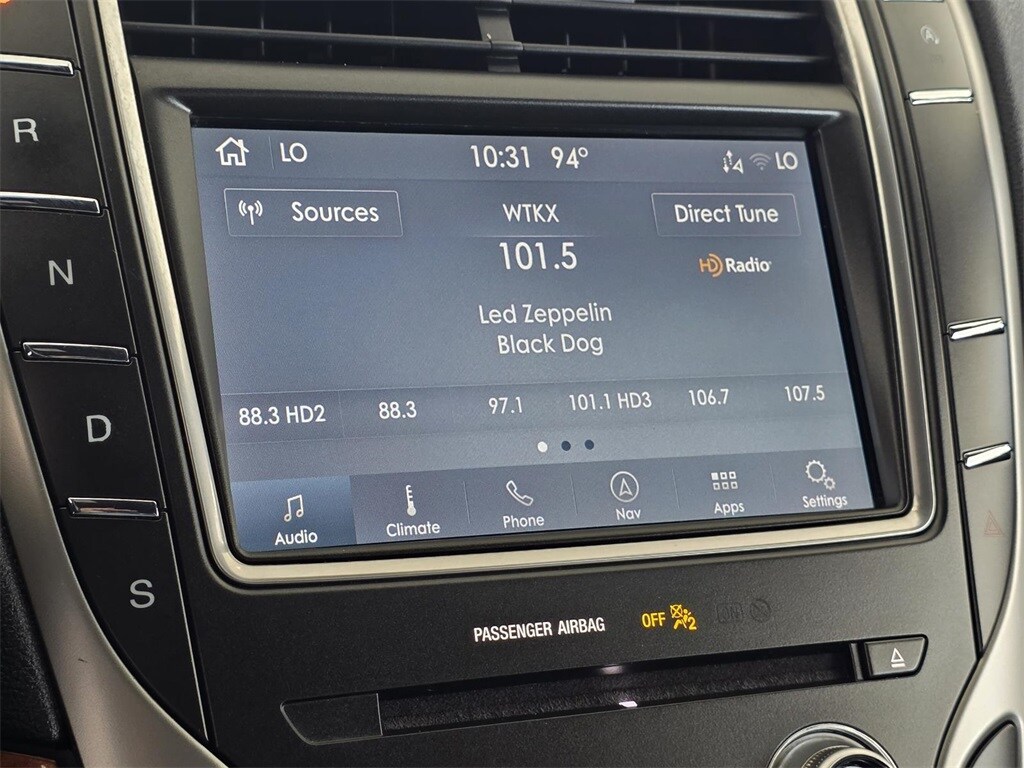 LO 10:31 94° LO
Sources WTKX Direct Tune
101.5
HD Radio
Led Zeppelin
Black Dog
88.3 HD2 88.3 97.1 101.1 HD3 106.7 107.5
Audio Climate Phone Nav Apps Settings
R
N
D
S
PASSENGER AIRBAG OFF 2 ON